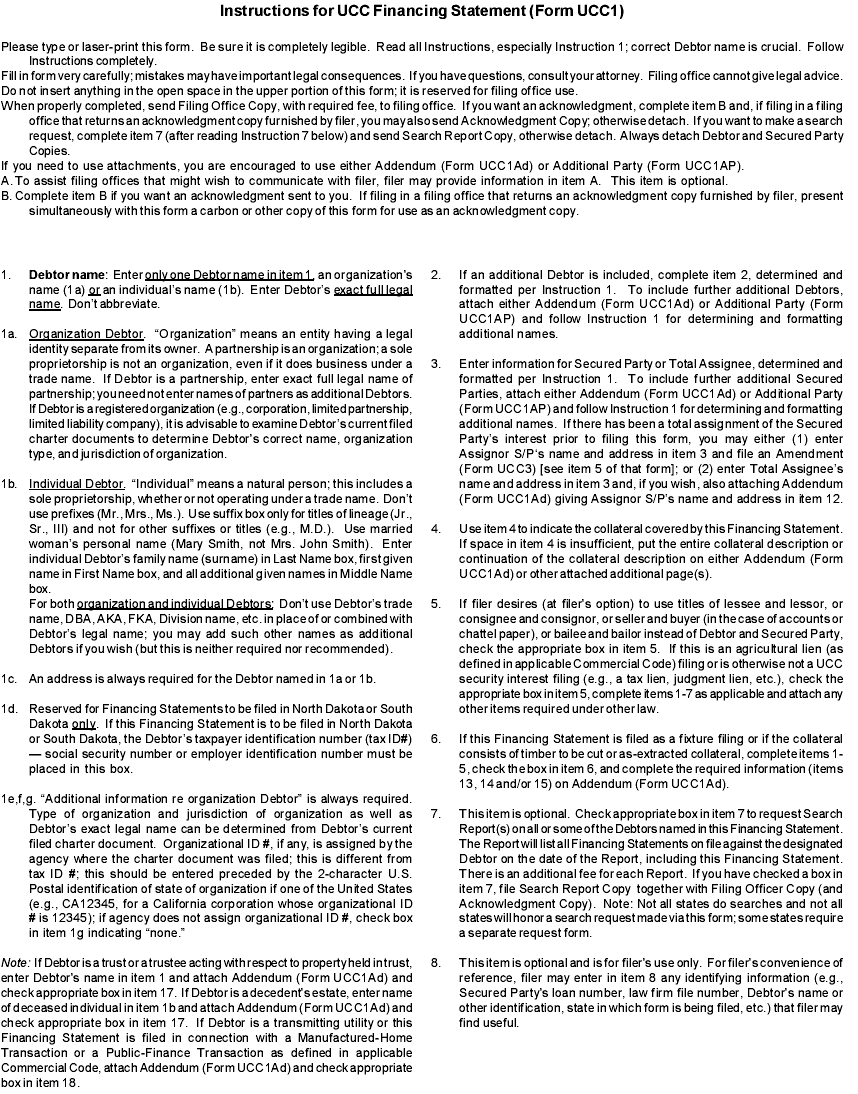 Instructions for UCC Financing Statement (Form UCC1)
Please type or laser-print this form. Be sure it is completely legible. Read all Instructions, especially Instruction 1; correct Debtor name is crucial. Follow
Instructions completely.
Fill in form very carefully; mistakes may have important legal consequences. If you have questions, consult your attorney. Filing office cannot give legal advice.
Do not insert anything in the open space in the upper portion of this form; it is reserved for filing office use.
When properly completed, send Filing Office Copy, with required fee, to filing office. If you want an acknowledgment, complete item B and, if filing in a filing
office that returns an acknowledgment copy furnished by filer, you may also send Acknowledgment Copy; otherwise detach. If you want to make a search
request, complete item 7 (after reading Instruction 7 below) and send Search Report Copy, otherwise detach. Always detach Debtor and Secured Party
Copies.
If you need to use attachments, you are encouraged to use either Addendum (Form UCC1Ad) or Additional Party (Form UCC1AP).
A. To assist filing offices that might wish to communicate with filer, filer may provide information in item A. This item is optional.
B. Complete item B if you want an acknowledgment sent to you. If filing in a filing office that returns an acknowledgment copy furnished by filer, present
simultaneously with this form a carbon or other copy of this form for use as an acknowledgment copy.
1. Debtor name: Enter only one Debtor name in item 1, an organization's
name (1a) or an individual's name (1b). Enter Debtor's exact full legal
name. Don't abbreviate.
1a. Organization Debtor. "Organization" means an entity having a legal
identity separate from its owner. A partnership is an organization; a sole
proprietorship is not an organization, even if it does business under a
trade name. If Debtor is a partnership, enter exact full legal name of
partnership; you need not enter names of partners as additional Debtors.
If Debtor is a registered organization (e.g., corporation, limited partnership,
limited liability company), it is advisable to examine Debtor's current filed
charter documents to determine Debtor's correct name, organization
type, and jurisdiction of organization.
1b. Individual Debtor. "Individual" means a natural person; this includes a
sole proprietorship, whether or not operating under a trade name. Don't
use prefixes (Mr., Mrs., Ms.). Use suffix box only for titles of lineage (Jr.,
Sr., III) and not for other suffixes or titles (e.g., M.D.). Use married
woman's personal name (Mary Smith, not Mrs. John Smith). Enter
individual Debtor's family name (surname) in Last Name box, first given
name in First Name box, and all additional given names in Middle Name
box.
For both organization and individual Debtors: Don't use Debtor's trade
name, DBA, AKA, FKA, Division name, etc. in place of or combined with
Debtor's legal name; you may add such other names as additional
Debtors if you wish (but this is neither required nor recommended).
1c. An address is always required for the Debtor named in 1a or 1b.
1d. Reserved for Financing Statements to be filed in North Dakota or South
Dakota only. If this Financing Statement is to be filed in North Dakota
or South Dakota, the Debtor's taxpayer identification number (tax ID#)
— social security number or employer identification number must be
placed in this box.
1e,f,g. "Additional information re organization Debtor" is always required.
Type of organization and jurisdiction of organization as well as
Debtor's exact legal name can be determined from Debtor's current
filed charter document. Organizational ID #, if any, is assigned by the
agency where the charter document was filed; this is different from
tax ID #; this should be entered preceded by the 2-character U.S.
Postal identification of state of organization if one of the United States
(e.g., CA12345, for a California corporation whose organizational ID
# is 12345); if agency does not assign organizational ID #, check box
in item 1g indicating "none."
Note: If Debtor is a trust or a trustee acting with respect to property held in trust,
enter Debtor's name in item 1 and attach Addendum (Form UCC1Ad) and
check appropriate box in item 17. If Debtor is a decedent's estate, enter name
of deceased individual in item 1b and attach Addendum (Form UCC1Ad) and
check appropriate box in item 17. If Debtor is a transmitting utility or this
Financing Statement is filed in connection with a Manufactured-Home
Transaction or a Public-Finance Transaction as defined in applicable
Commercial Code, attach Addendum (Form UCC1Ad) and check appropriate
box in item 18.
2. If an additional Debtor is included, complete item 2, determined and
formatted per Instruction 1. To include further additional Debtors,
attach either Addendum (Form UCC1Ad) or Additional Party (Form
UCC1AP) and follow Instruction 1 for determining and formatting
additional names.
3. Enter information for Secured Party or Total Assignee, determined and
formatted per Instruction 1. To include further additional Secured
Parties, attach either Addendum (Form UCC1Ad) or Additional Party
(Form UCC1AP) and follow Instruction 1 for determining and formatting
additional names. If there has been a total assignment of the Secured
Party's interest prior to filing this form, you may either (1) enter
Assignor S/P's name and address in item 3 and file an Amendment
(Form UCC3) [see item 5 of that form]; or (2) enter Total Assignee's
name and address in item 3 and, if you wish, also attaching Addendum
(Form UCC1Ad) giving Assignor S/P's name and address in item 12.
4. Use item 4 to indicate the collateral covered by this Financing Statement.
If space in item 4 is insufficient, put the entire collateral description or
continuation of the collateral description on either Addendum (Form
UCC1Ad) or other attached additional page(s).
5. If filer desires (at filer's option) to use titles of lessee and lessor, or
consignee and consignor, or seller and buyer (in the case of accounts or
chattel paper), or bailee and bailor instead of Debtor and Secured Party,
check the appropriate box in item 5. If this is an agricultural lien (as
defined in applicable Commercial Code) filing or is otherwise not a UCC
security interest filing (e.g., a tax lien, judgment lien, etc.), check the
appropriate box in item 5, complete items 1-7 as applicable and attach any
other items required under other law.
6. If this Financing Statement is filed as a fixture filing or if the collateral
consists of timber to be cut or as-extracted collateral, complete items 1-
5, check the box in item 6, and complete the required information (items
13, 14 and/or 15) on Addendum (Form UCC1Ad).
7. This item is optional. Check appropriate box in item 7 to request Search
Report(s) on all or some of the Debtors named in this Financing Statement.
The Report will list all Financing Statements on file against the designated
Debtor on the date of the Report, including this Financing Statement.
There is an additional fee for each Report. If you have checked a box in
item 7, file Search Report Copy together with Filing Officer Copy (and
Acknowledgment Copy). Note: Not all states do searches and not all
states will honor a search request made via this form; some states require
a separate request form.
8. This item is optional and is for filer's use only. For filer's convenience of
reference, filer may enter in item 8 any identifying information (e.g.,
Secured Party's loan number, law firm file number, Debtor's name or
other identification, state in which form is being filed, etc.) that filer may
find useful.